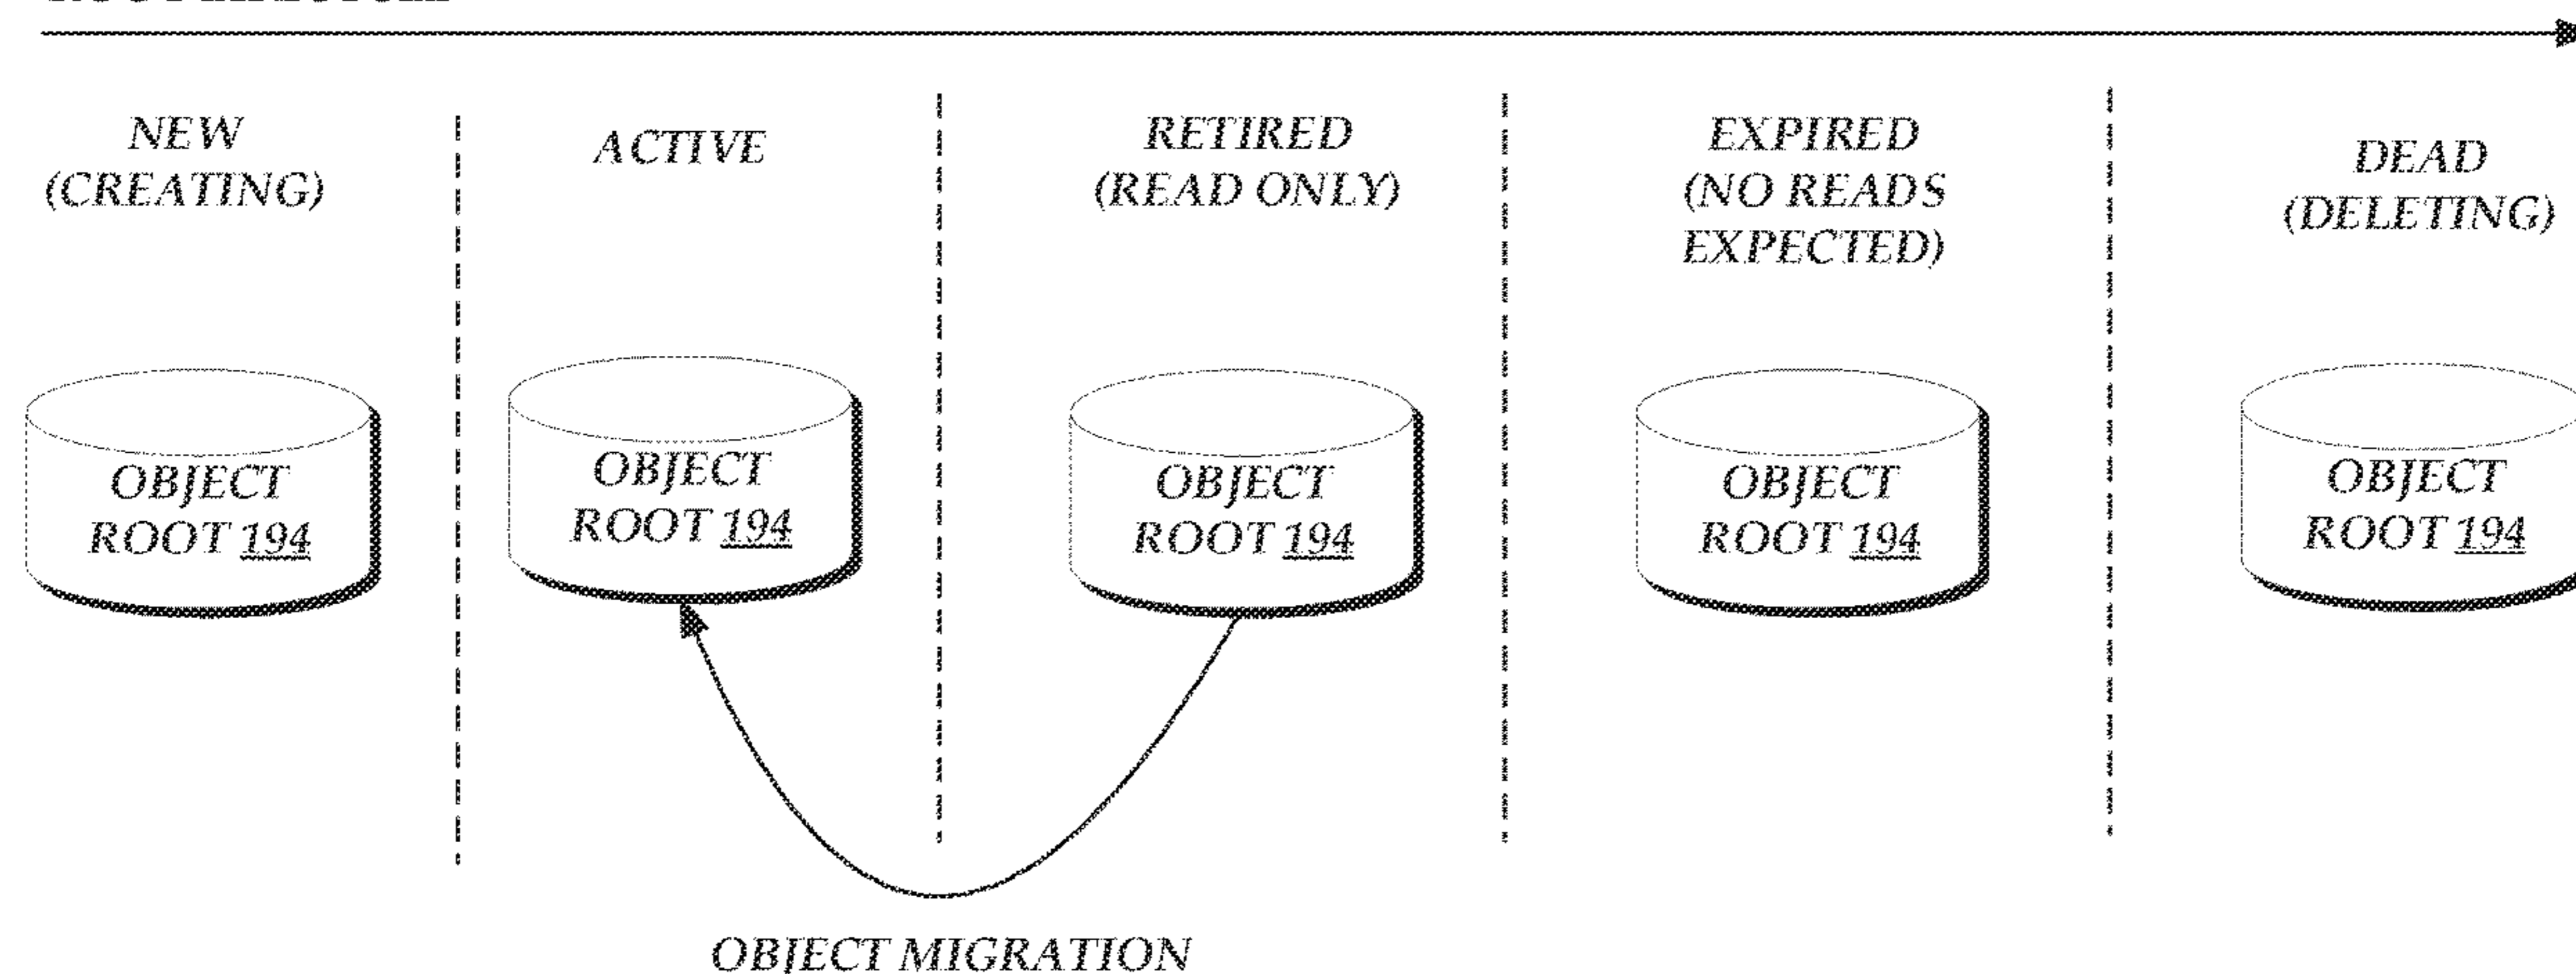 NEW
(CREATING)
ACTIVE
RETIRED
(READ ONLY)
EXPIRED
(NO READS
EXPECTED)
DEAD
(DELETING)
OBJECT
ROOT 194
OBJECT
ROOT 194
OBJECT
ROOT 194
OBJECT
ROOT 194
OBJECT
ROOT 194
OBJECT MIGRATION